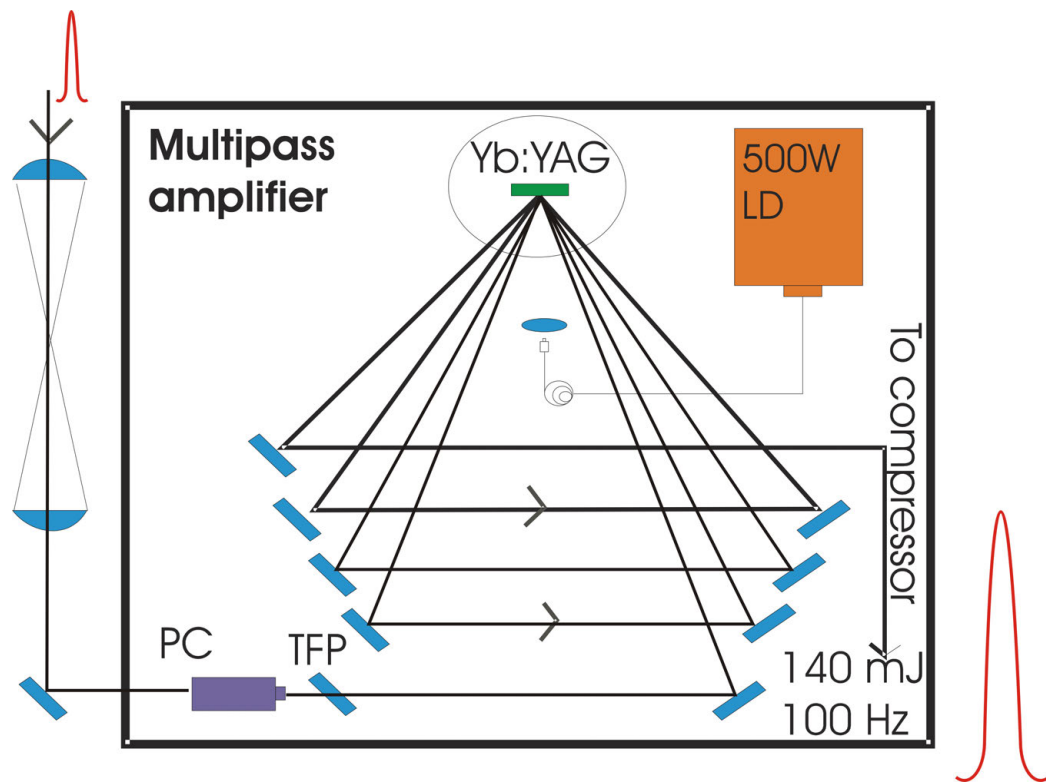 Multipass
amplifier
Yb:YAG
500W
LD
To compressor
PC
TFP
140 mJ
100 Hz